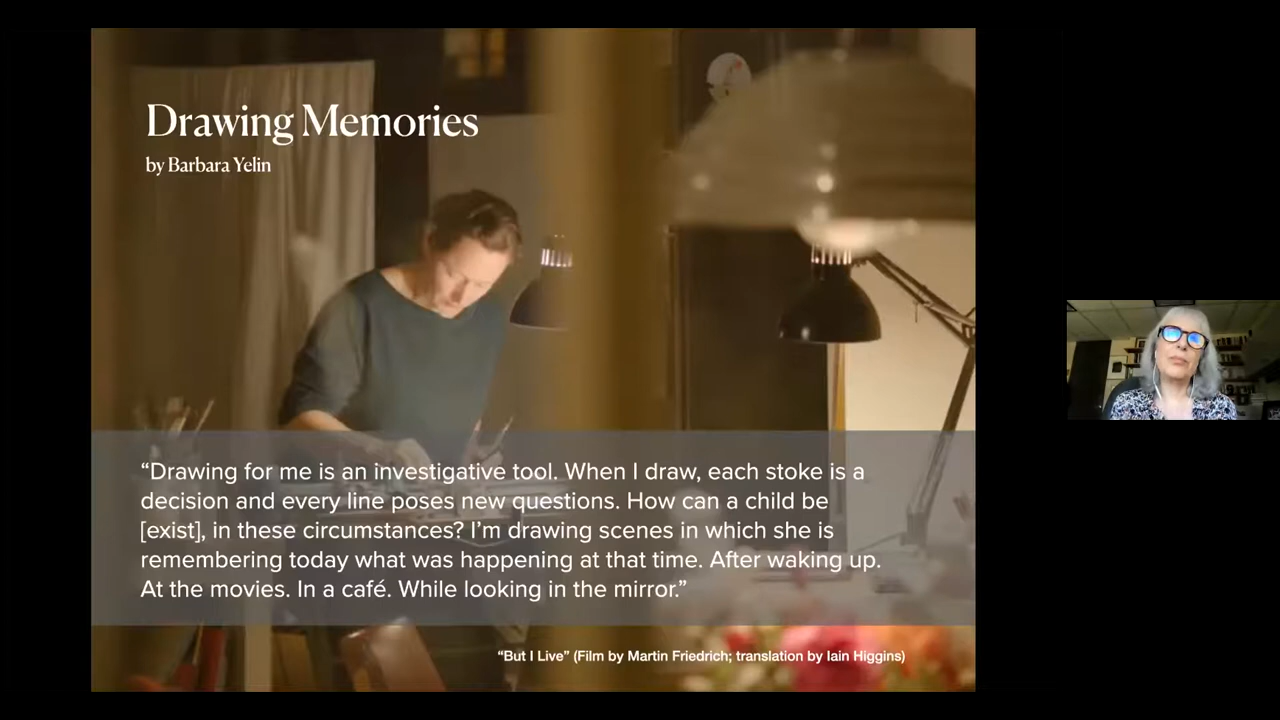 Drawing Memories
by Barbara Yelin
“Drawing for me is an investigative tool. When I draw, each stoke is a
decision and every line poses new questions. How can a child be
[exist], in these circumstances? I’m drawing scenes in which she is
remembering today what was happening at that time. After waking up.
At the movies. In a café. While looking in the mirror.”
“But I Live” (Film by Martin Friedrich; translation by Iain Higgins)